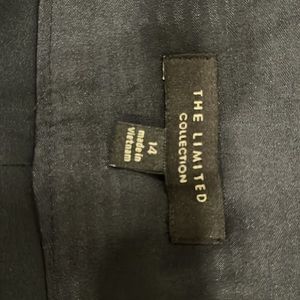 THE LIMITED
COLLECTION
14
made in
Vietnam